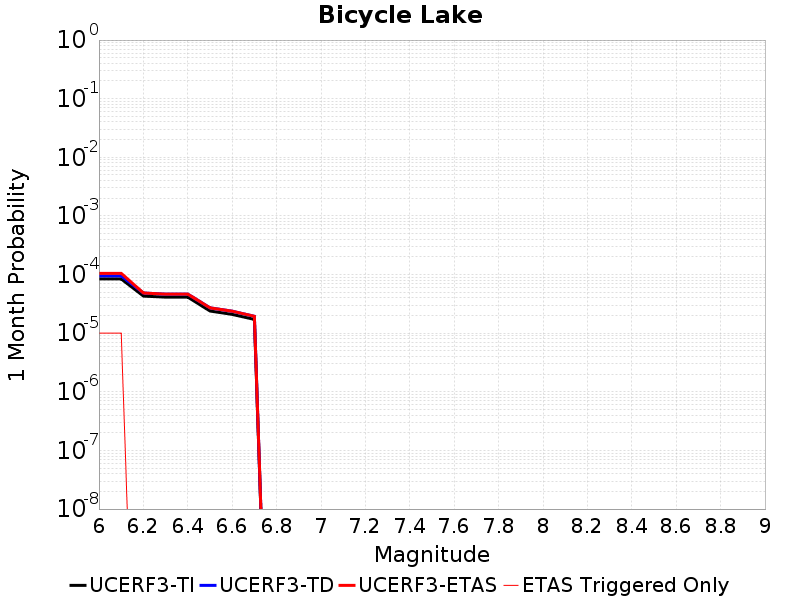 Bicycle Lake
1 Month Probability
10^0
10^-1
10^-2
10^-3
10^-4
10^-5
10^-6
10^-7
10^-8
6 6.2 6.4 6.6 6.8 7 7.2 7.4 7.6 7.8 8 8.2 8.4 8.6 8.8 9
Magnitude
UCERF3-TI UCERF3-TD UCERF3-ETAS ETAS Triggered Only